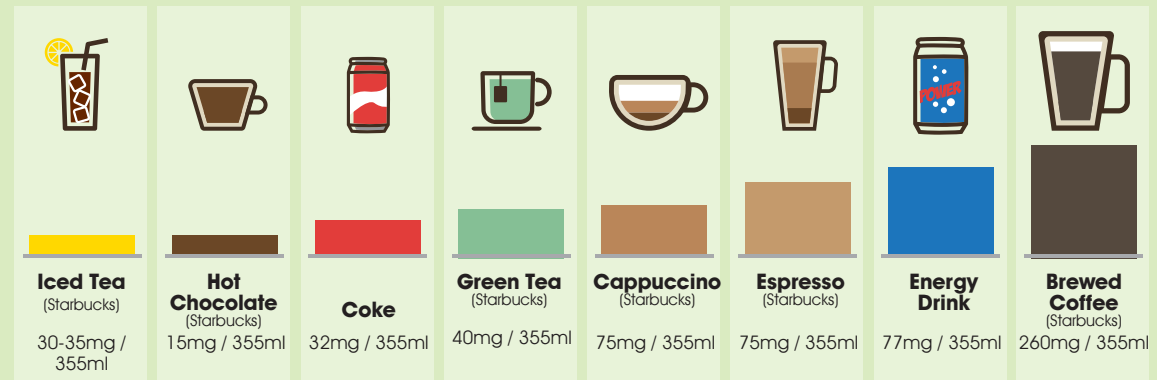 POWER
Iced Tea
(Starbucks)
30-35mg /
355ml
Hot
Chocolate
(Starbucks)
15mg / 355ml
Coke
32mg / 355ml
Green Tea
(Starbucks)
40mg / 355ml
Cappuccino
(Starbucks)
75mg / 355ml
Espresso
(Starbucks)
75mg / 355ml
Energy
Drink
77mg / 355ml
Brewed
Coffee
(Starbucks)
260mg / 355ml